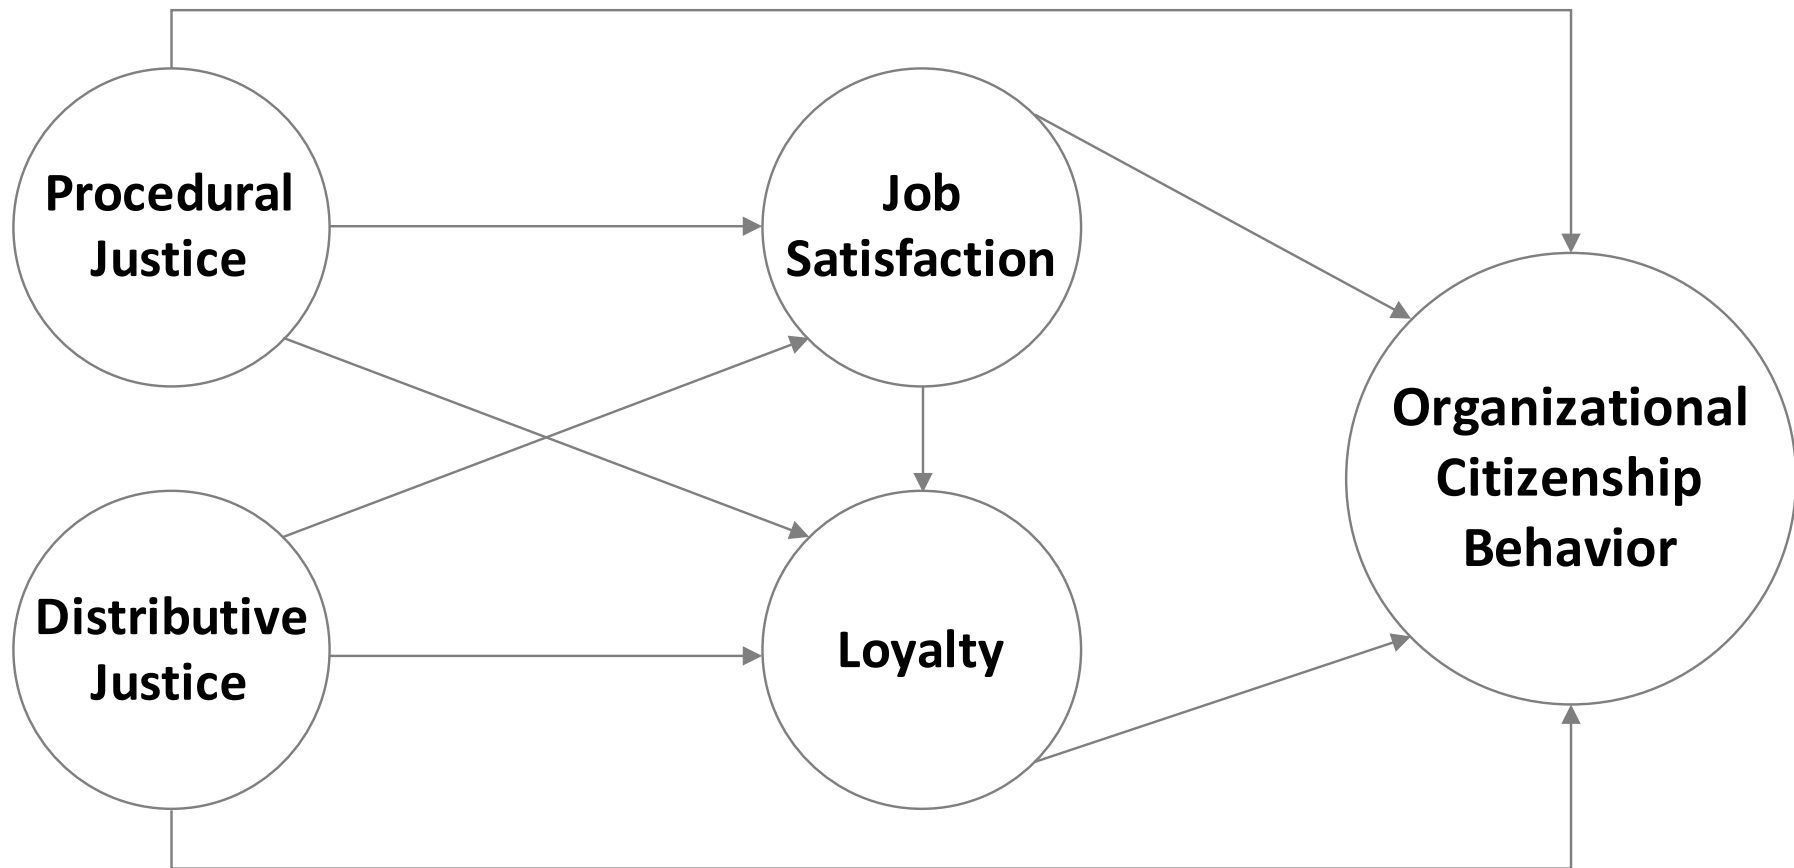 Procedural
Justice
Job
Satisfaction
Organizational
Citizenship
Behavior
Distributive
Justice
Loyalty